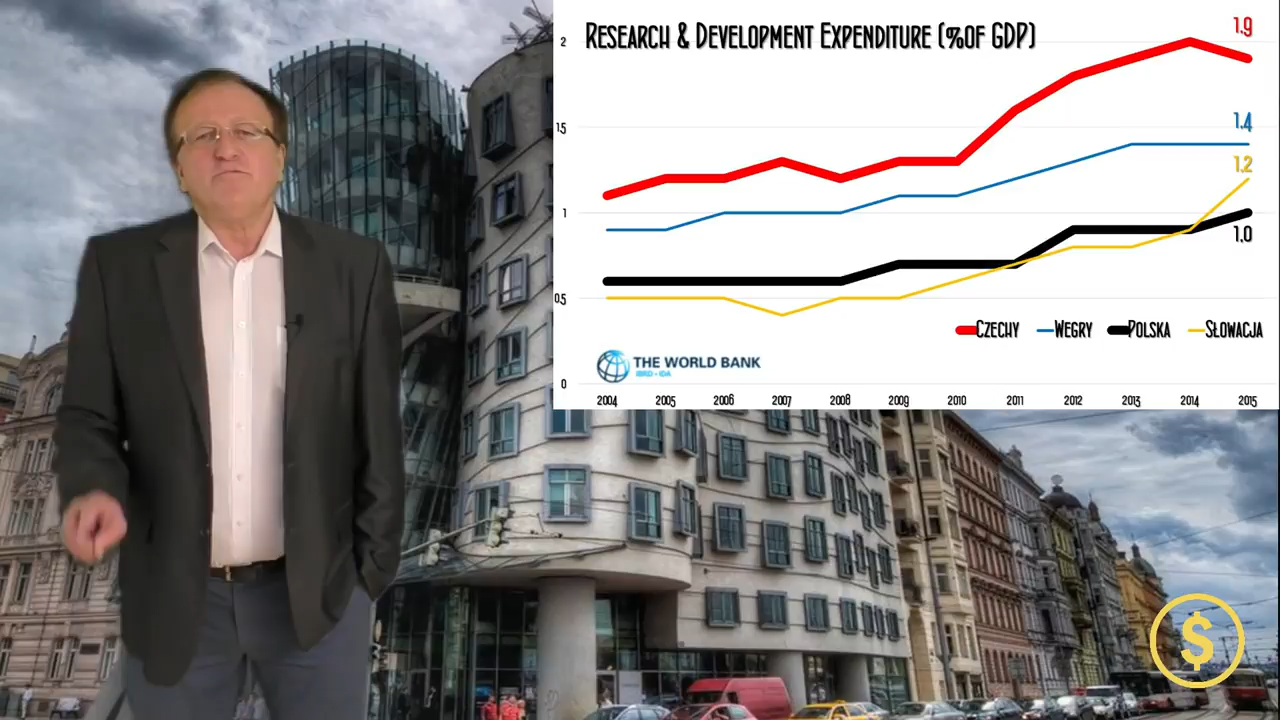 RESEARCH & DEVELOPMENT EXPENDITURE (%OF GDP)
1.9
2
1.4
1.5
1.2
1
1.0
0.5
CZECHY WĘGRY POLSKA SŁOWACJA
THE WORLD BANK
IBRD • IDA
0
2004 2005 2006 2007 2008 2009 2010 2011 2012 2013 2014 2015
$